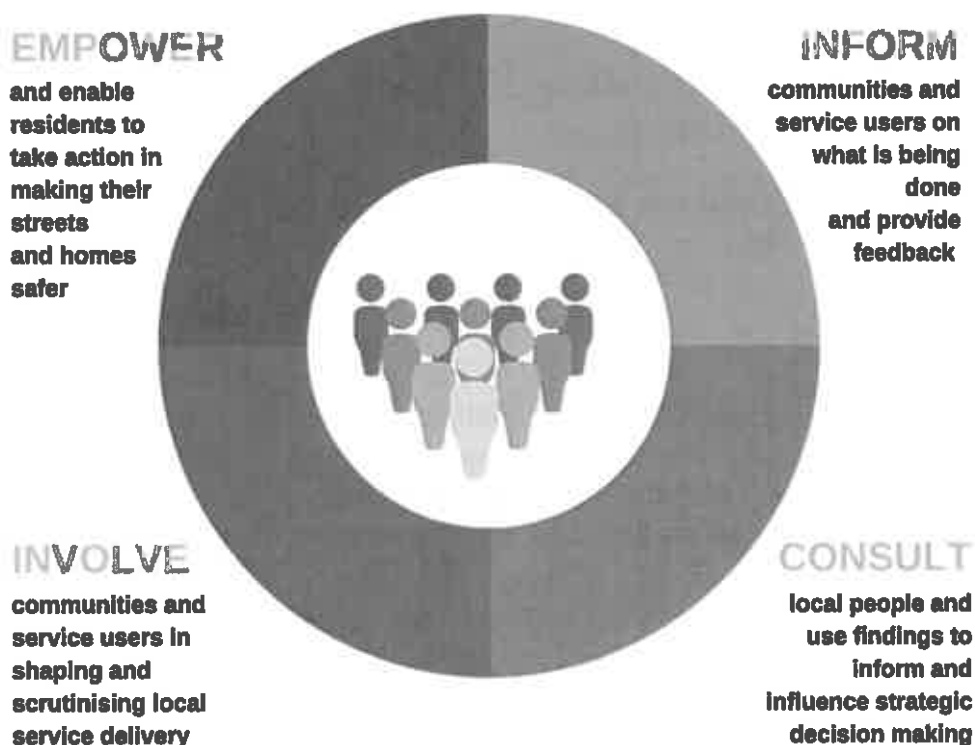 EMPOWER
and enable
residents to
take action in
making their
streets
and homes
safer
INFORM
communities and
service users on
what is being
done
and provide
feedback
INVOLVE
communities and
service users in
shaping and
scrutinising local
service delivery
CONSULT
local people and
use findings to
inform and
influence strategic
decision making